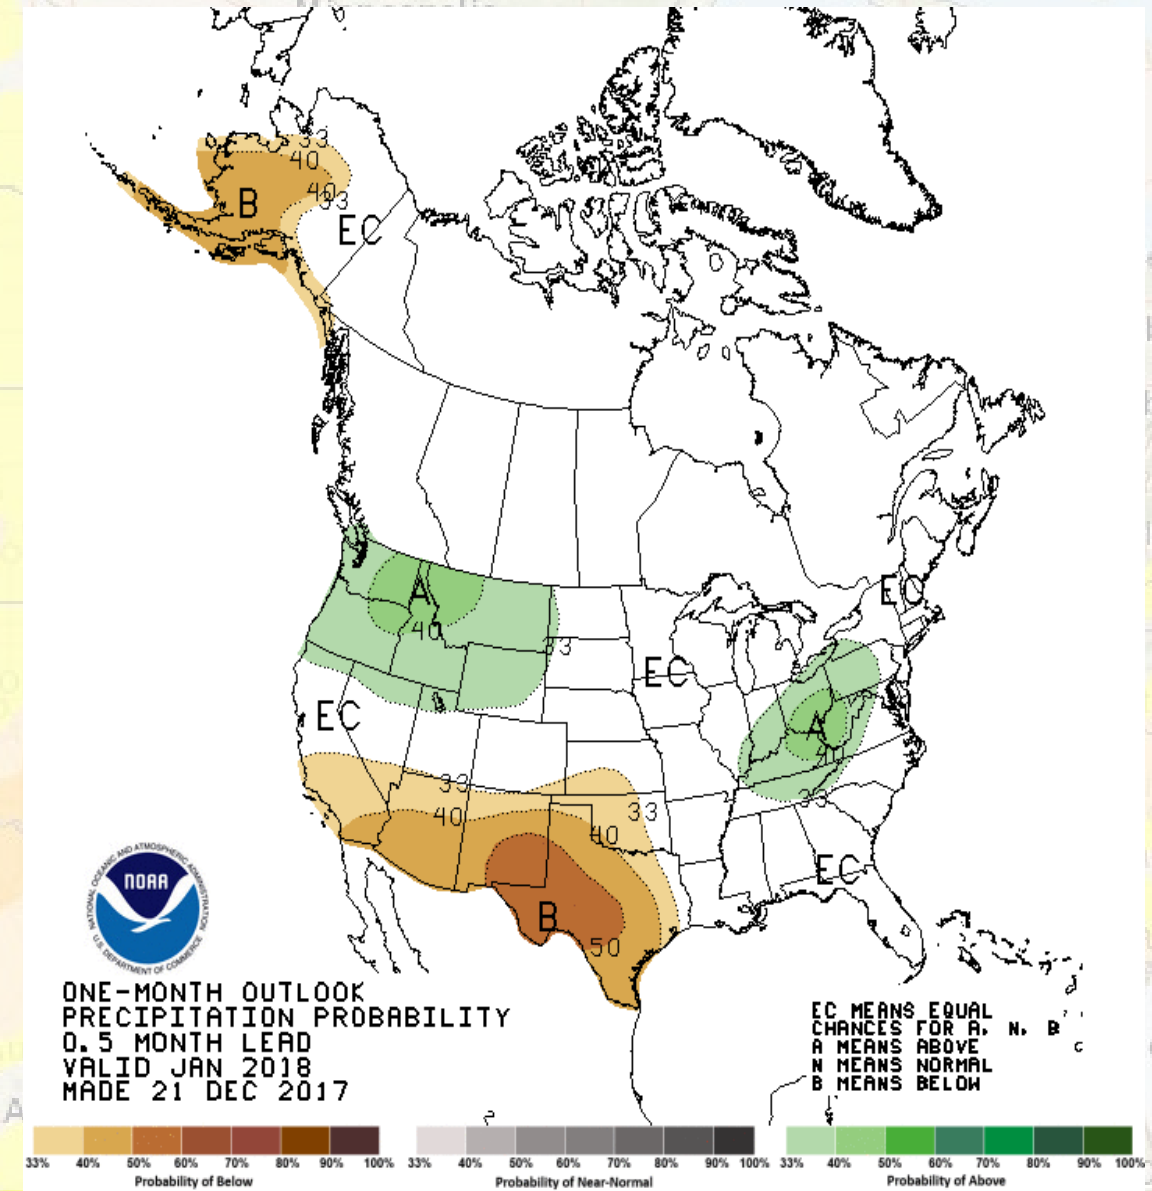 33
40
40
33
B
EC
A
40
33
EC
EC
EC
A
40
33
33
40
33
40
B
50
EC
NATIONAL OCEANIC AND ATMOSPHERIC ADMINISTRATION
NOAA
U.S. DEPARTMENT OF COMMERCE
ONE-MONTH OUTLOOK
PRECIPITATION PROBABILITY
0.5 MONTH LEAD
VALID JAN 2018
MADE 21 DEC 2017
EC MEANS EQUAL
CHANCES FOR A, N, B
A MEANS ABOVE
N MEANS NORMAL
B MEANS BELOW
33% 40% 50% 60% 70% 80% 90% 100%
Probability of Below
33% 40% 50% 60% 70% 80% 90% 100%
Probability of Near-Normal
33% 40% 50% 60% 70% 80% 90% 100%
Probability of Above